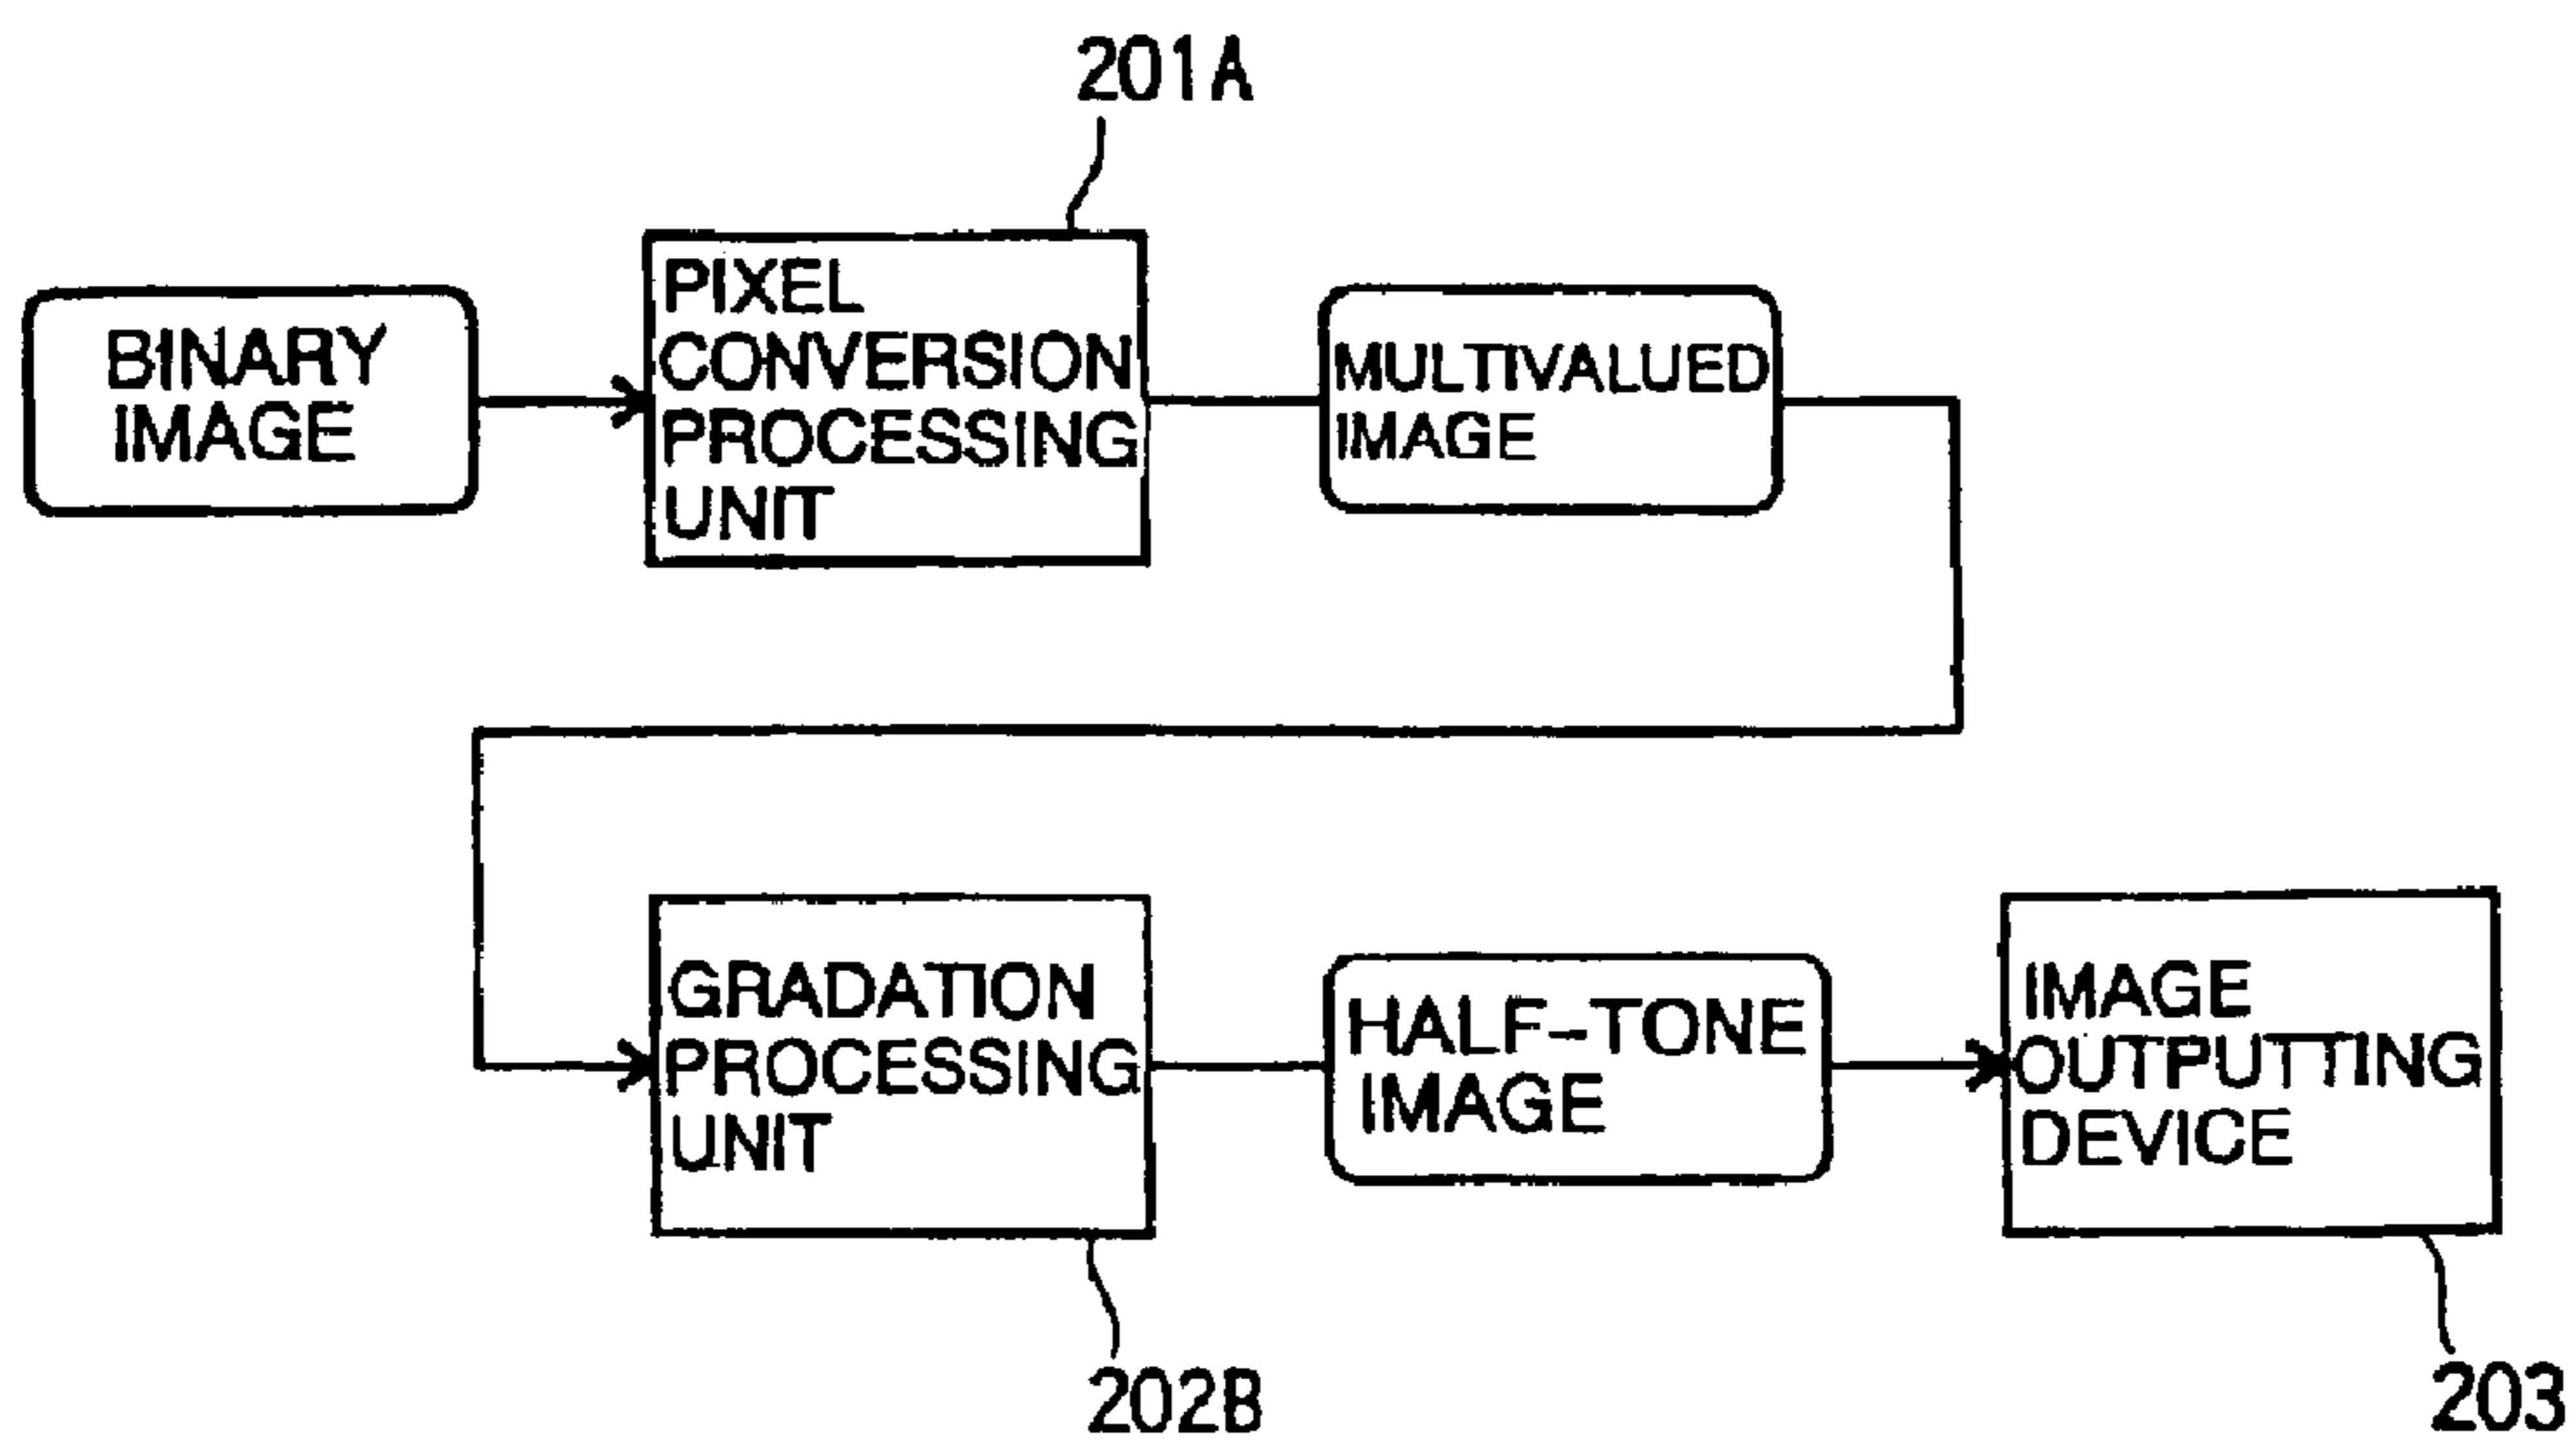 201A
BINARY
IMAGE
PIXEL
CONVERSION
PROCESSING
UNIT
MULTIVALUED
IMAGE
GRADATION
PROCESSING
UNIT
HALF-TONE
IMAGE
IMAGE
OUTPUTTING
DEVICE
202B
203